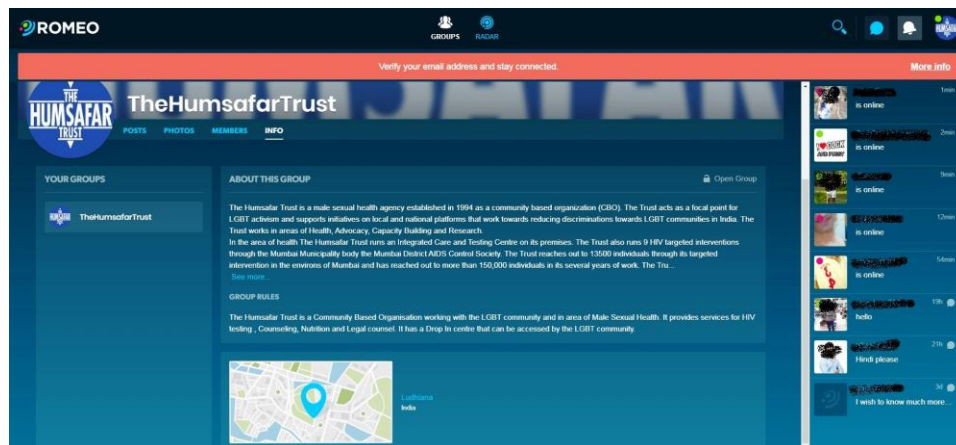 ROMEO
GROUPS RADAR
Verify your email address and stay connected. More info
THE
HUMSAFAR
TRUST
TheHumsafarTrust
POSTS PHOTOS MEMBERS INFO
YOUR GROUPS
TheHumsafarTrust
ABOUT THIS GROUP
Open Group
The Humsafar Trust is a male sexual health agency established in 1994 as a community based organization (CBO). The Trust acts as a focal point for
LGBT activism and supports initiatives on local and national platforms that work towards reducing discriminations towards LGBT communities in India. The
Trust works in areas of Health, Advocacy, Capacity Building and Research.
In the area of health The Humsafar Trust runs an Integrated Care and Testing Centre on its premises. The Trust also runs 9 HIV targeted interventions
through the Mumbai Municipality body the Mumbai District AIDS Control Society. The Trust reaches out to 13500 individuals through its targeted
intervention in the environs of Mumbai and has reached out to more than 150,000 individuals in its several years of work. The Tru...
See more...
GROUP RULES
The Humsafar Trust is a Community Based Organisation working with the LGBT community and in area of Male Sexual Health. It provides services for HIV
testing , Counseling, Nutrition and Legal counsel. It has a Drop In centre that can be accessed by the LGBT community.
Ludhiana
India
1min
is online
2min
is online
9min
is online
12min
is online
54min
is online
19h
hello
21h
Hindi please
3d
I wish to know much more...